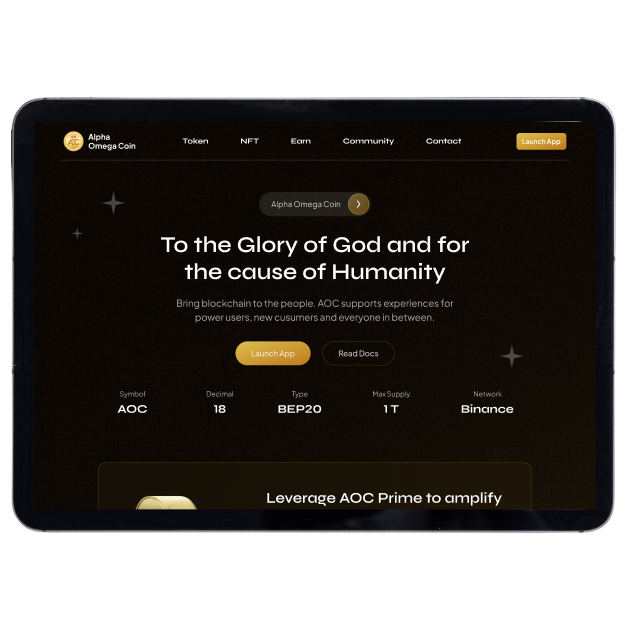 Alpha
Omega Coin
Token NFT Earn Community Contact
Launch App
Alpha Omega Coin
To the Glory of God and for
the cause of Humanity
Bring blockchain to the people. AOC supports experiences for
power users, new cusumers and everyone in between.
Launch App Read Docs
Symbol Decimal Type Max Supply Network
AOC 18 BEP20 1 T Binance
Leverage AOC Prime to amplify